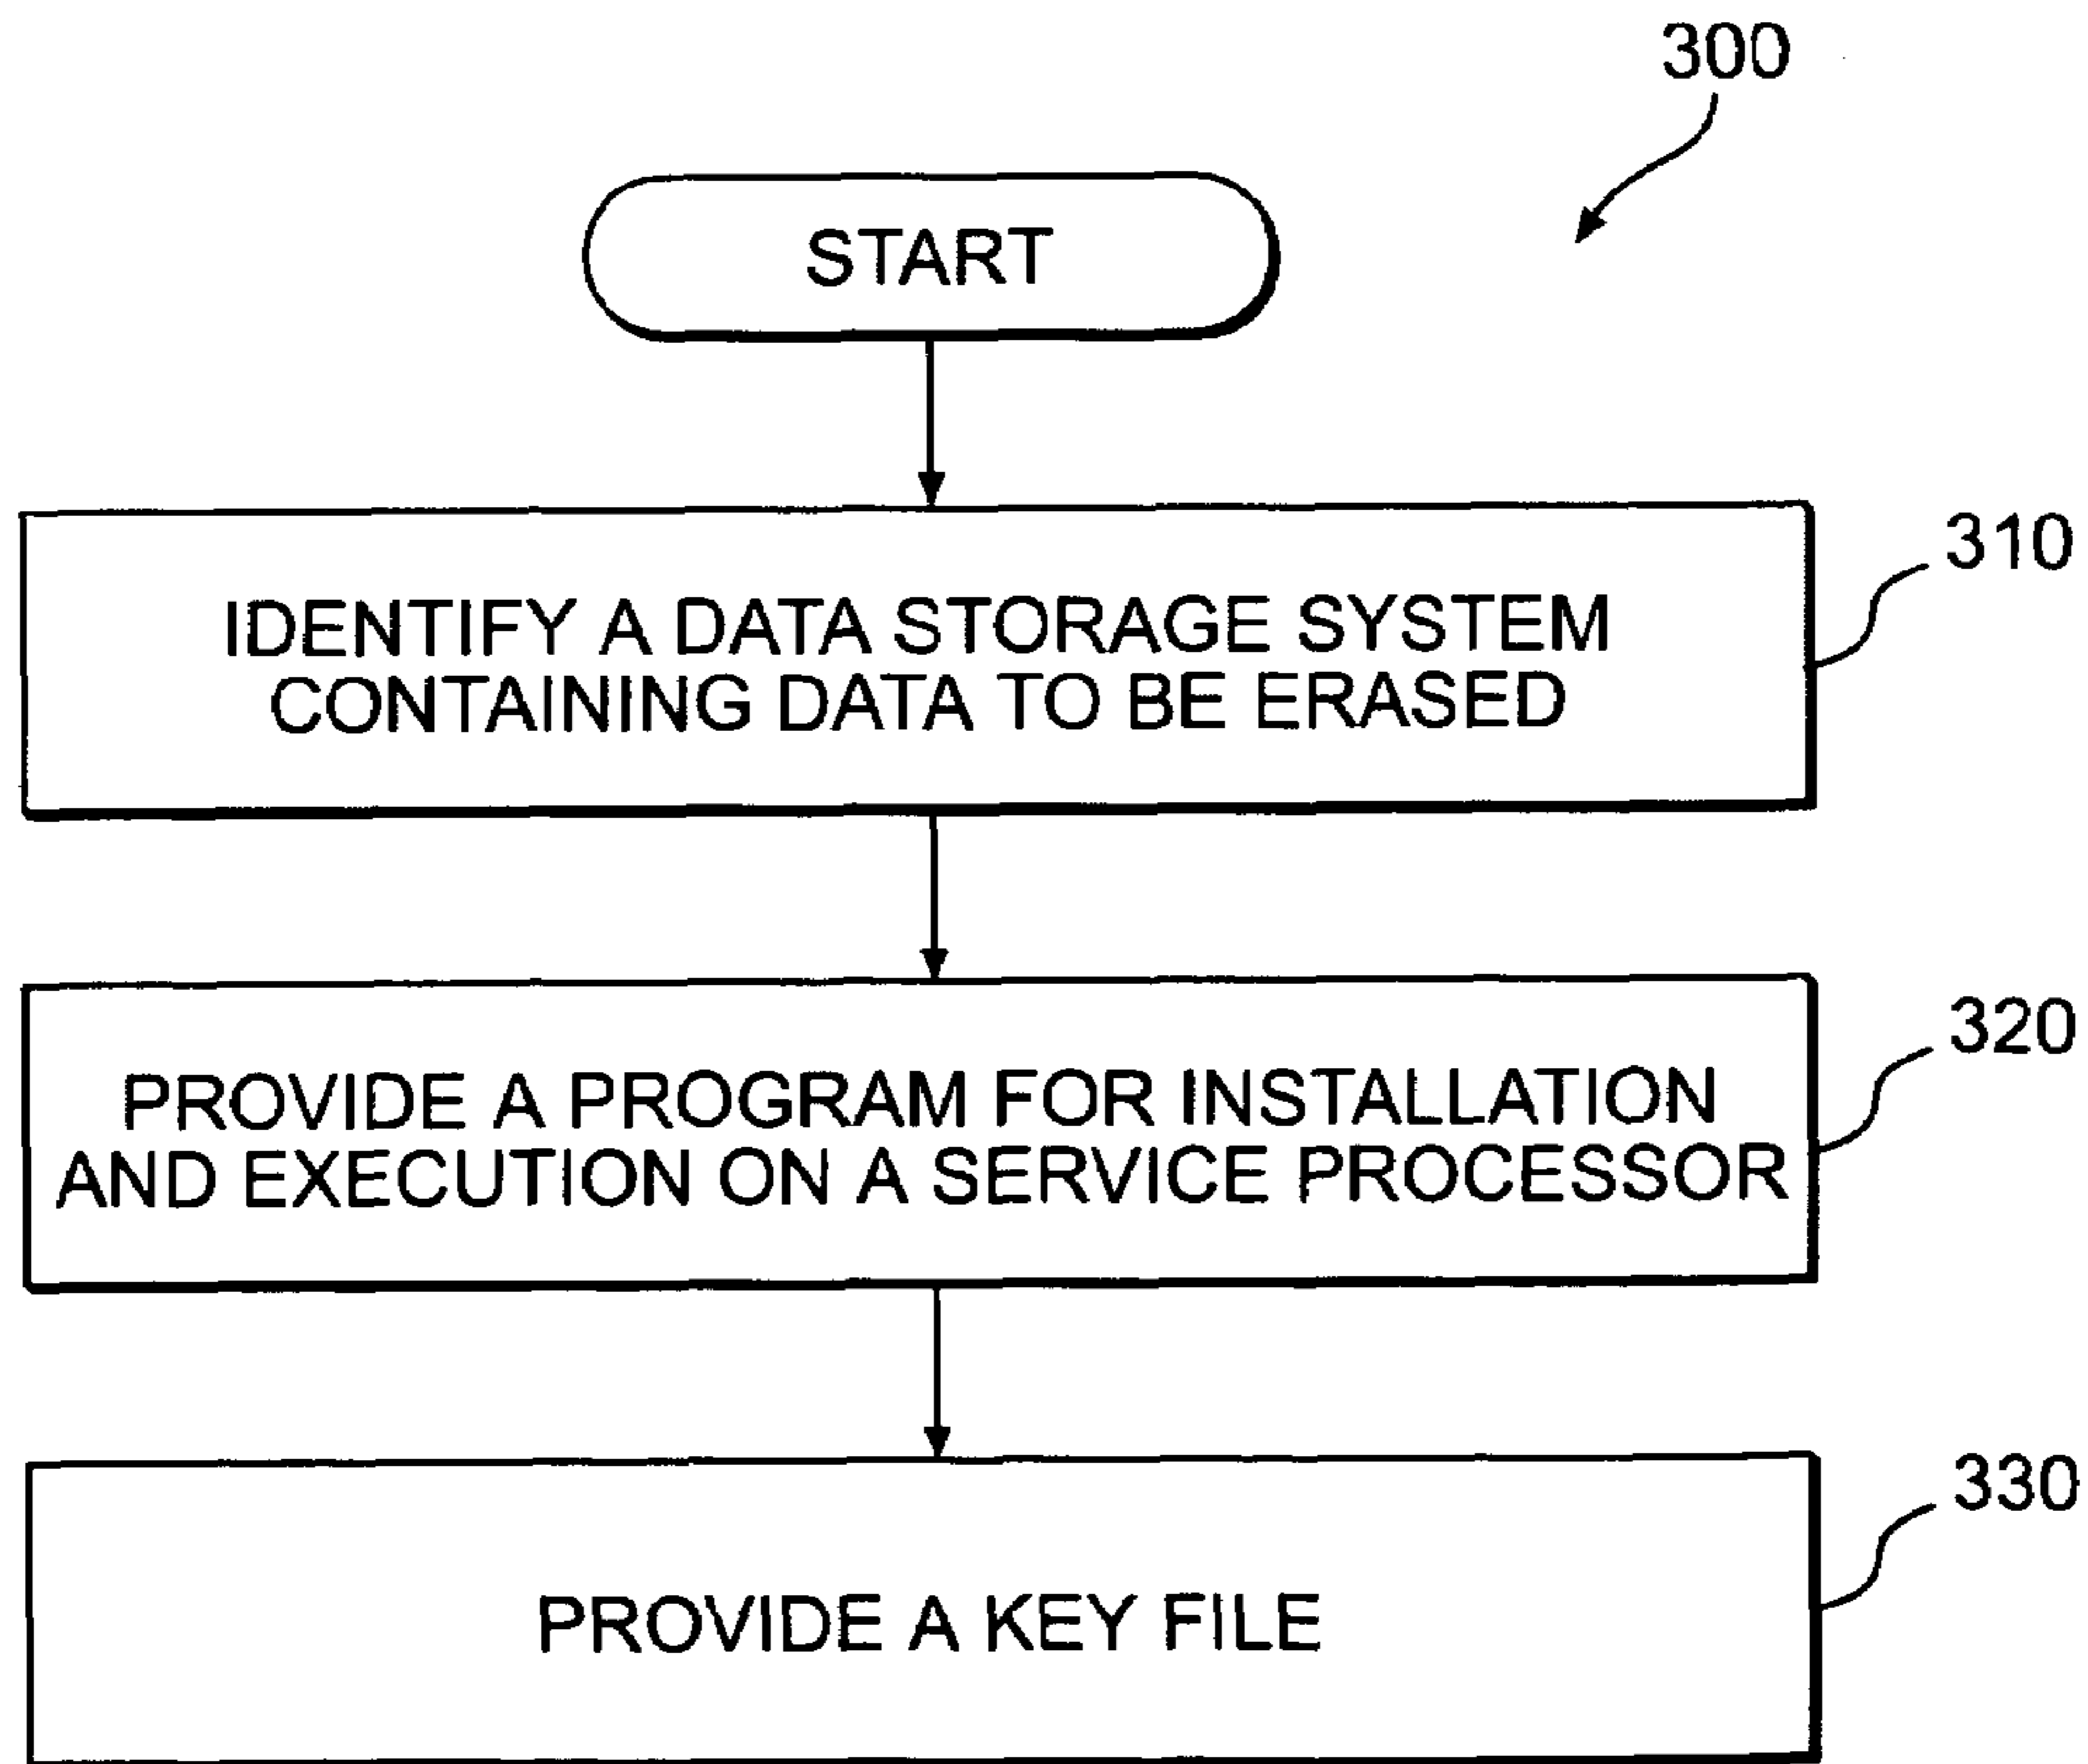 300
START
310
IDENTIFY A DATA STORAGE SYSTEM
CONTAINING DATA TO BE ERASED
320
PROVIDE A PROGRAM FOR INSTALLATION
AND EXECUTION ON A SERVICE PROCESSOR
330
PROVIDE A KEY FILE